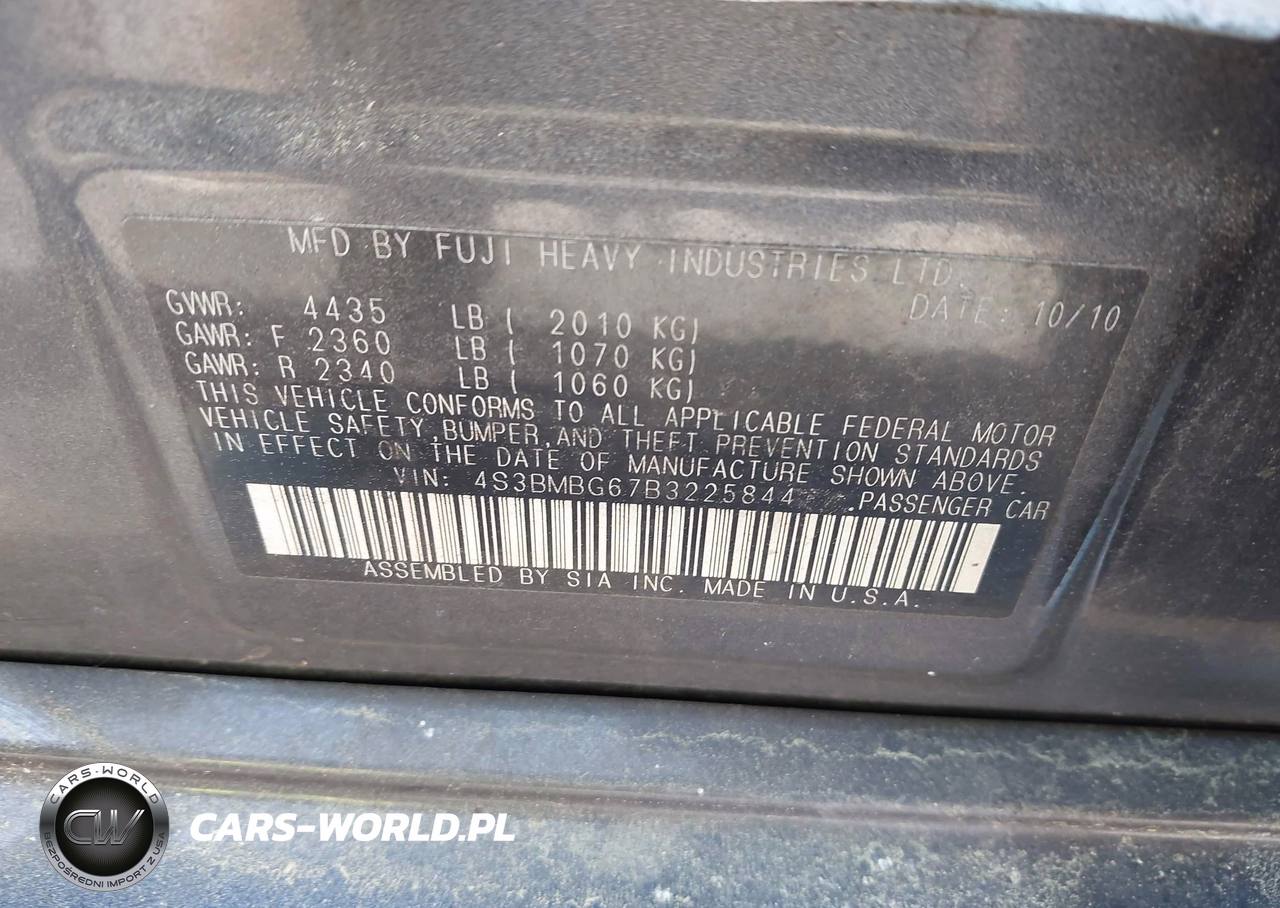 MFD BY FUJI HEAVY INDUSTRIES LTD.
DATE: 10/10
GVWR: 4435 LB ( 2010 KG)
GAWR: F 2360 LB ( 1070 KG)
GAWR: R 2340 LB ( 1060 KG)
THIS VEHICLE CONFORMS TO ALL APPLICABLE FEDERAL MOTOR
VEHICLE SAFETY,BUMPER,AND THEFT PREVENTION STANDARDS
IN EFFECT ON THE DATE OF MANUFACTURE SHOWN ABOVE.
VIN: 4S3BMBG67B3225844 .PASSENGER CAR
ASSEMBLED BY SIA INC. MADE IN U.S.A.
CARS-WORLD
CW
BEZPOŚREDNI IMPORT Z USA
CARS-WORLD.PL